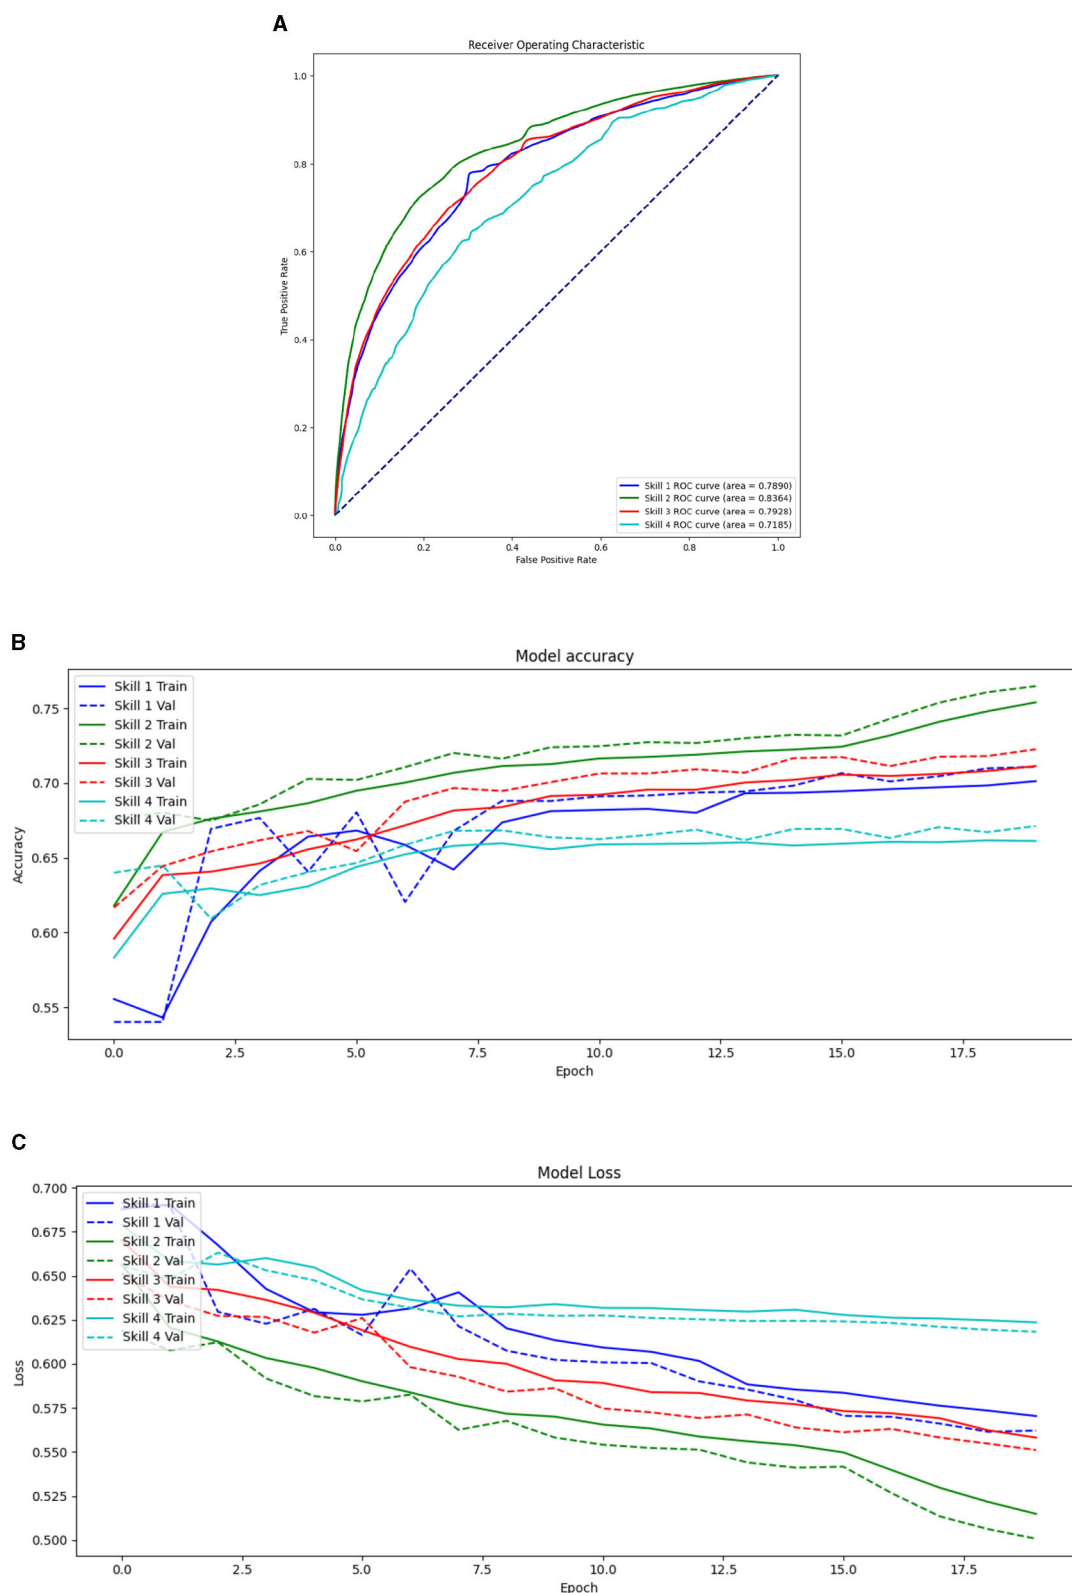 A
Receiver Operating Characteristic
1.0
0.8
0.6
0.4
0.2
0.0
True Positive Rate
Skill 1 ROC curve (area = 0.7890)
Skill 2 ROC curve (area = 0.8364)
Skill 3 ROC curve (area = 0.7928)
Skill 4 ROC curve (area = 0.7185)
0.0 0.2 0.4 0.6 0.8 1.0
False Positive Rate
B
Model accuracy
Skill 1 Train
Skill 1 Val
Skill 2 Train
Skill 2 Val
Skill 3 Train
Skill 3 Val
Skill 4 Train
Skill 4 Val
0.75
0.70
0.65
0.60
0.55
Accuracy
0.0 2.5 5.0 7.5 10.0 12.5 15.0 17.5
Epoch
C
Model Loss
Skill 1 Train
Skill 1 Val
Skill 2 Train
Skill 2 Val
Skill 3 Train
Skill 3 Val
Skill 4 Train
Skill 4 Val
0.700
0.675
0.650
0.625
0.600
0.575
0.550
0.525
0.500
Loss
0.0 2.5 5.0 7.5 10.0 12.5 15.0 17.5
Epoch